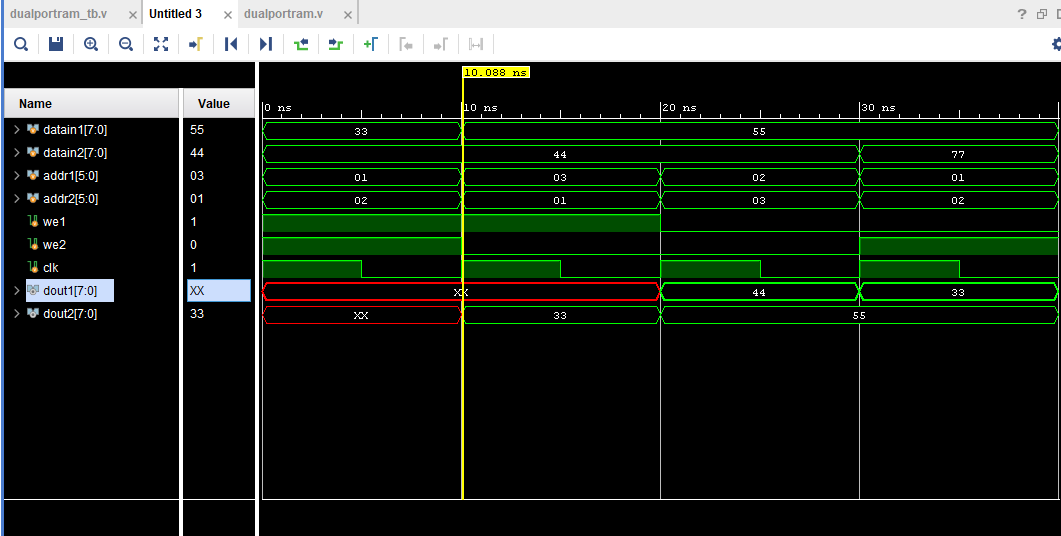 dualportram_tb.v × Untitled 3 × dualportram.v ×
?
10.088 ns
Name Value
0 ns 10 ns 20 ns 30 ns
datain1[7:0] 55 33 55
datain2[7:0] 44 44 77
addr1[5:0] 03 01 03 02 01
addr2[5:0] 01 02 01 03 02
we1 1
we2 0
clk 1
dout1[7:0] XX XX 44 33
dout2[7:0] 33 XX 33 55